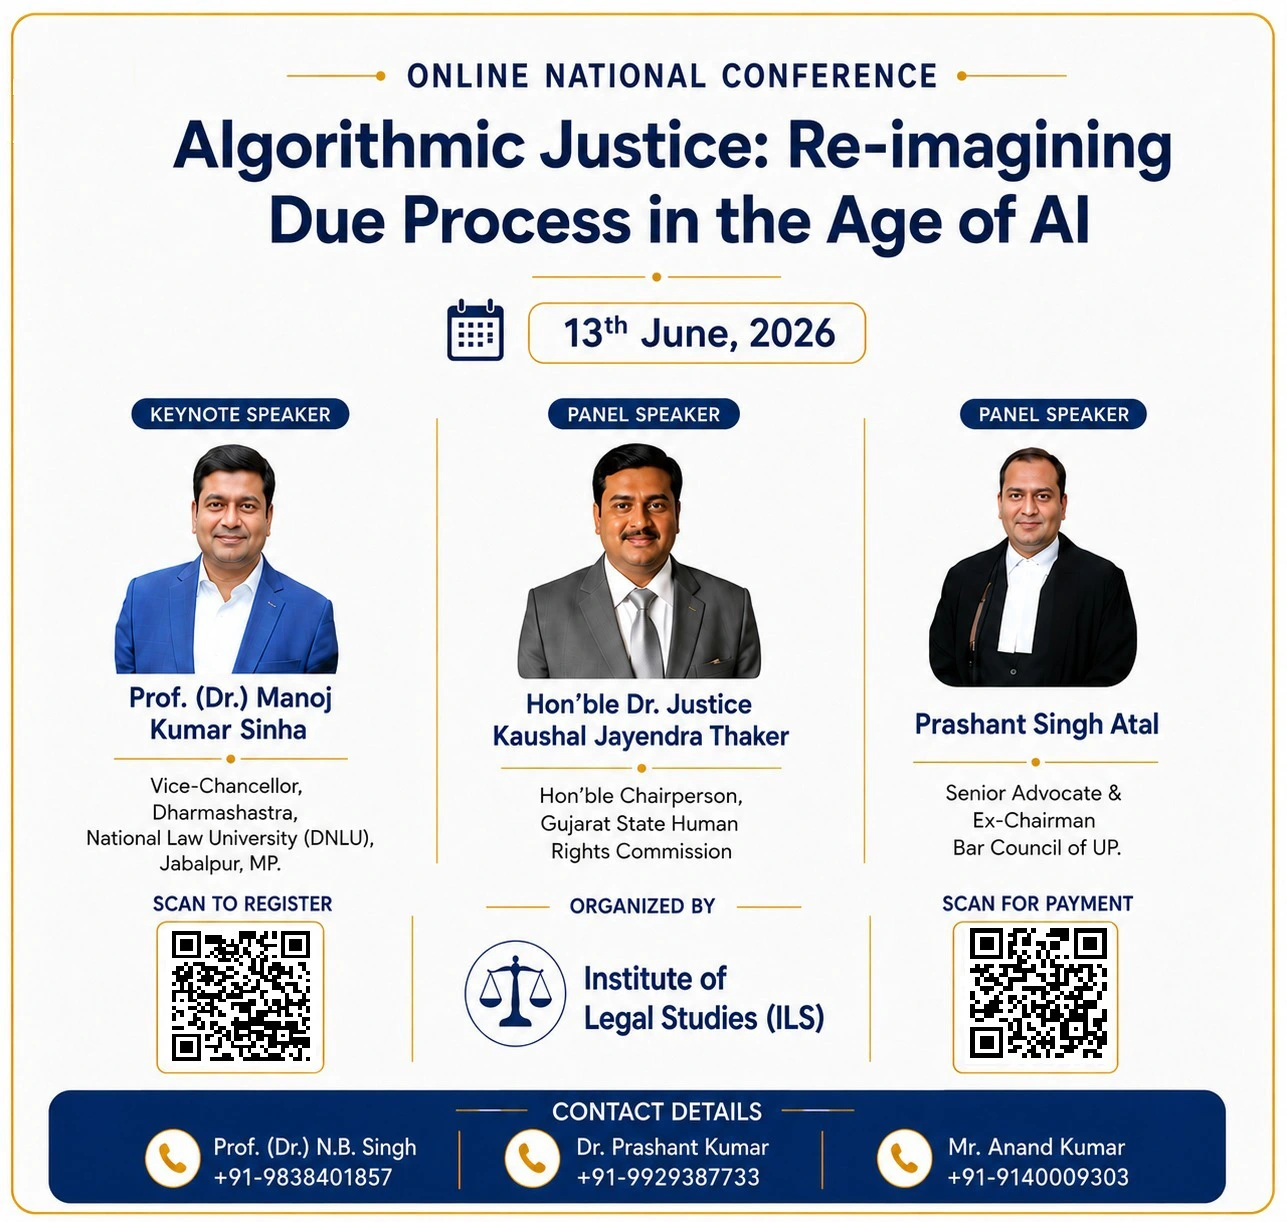 ONLINE NATIONAL CONFERENCE
Algorithmic Justice: Re-imagining
Due Process in the Age of AI
13th June, 2026
KEYNOTE SPEAKER
Prof. (Dr.) Manoj
Kumar Sinha
Vice-Chancellor,
Dharmashastra,
National Law University (DNLU),
Jabalpur, MP.
PANEL SPEAKER
Hon'ble Dr. Justice
Kaushal Jayendra Thaker
Hon'ble Chairperson,
Gujarat State Human
Rights Commission
PANEL SPEAKER
Prashant Singh Atal
Senior Advocate &
Ex-Chairman
Bar Council of UP.
SCAN TO REGISTER
ORGANIZED BY
Institute of
Legal Studies (ILS)
SCAN FOR PAYMENT
CONTACT DETAILS
Prof. (Dr.) N.B. Singh
+91-9838401857
Dr. Prashant Kumar
+91-9929387733
Mr. Anand Kumar
+91-9140009303